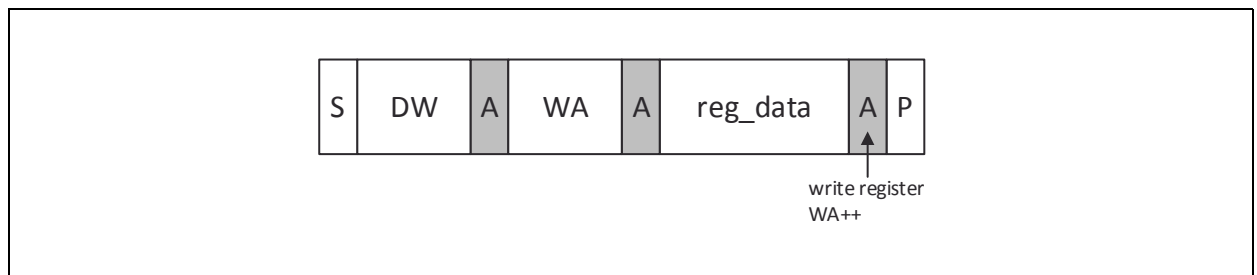 S DW A WA A reg_data A P
write register
WA++